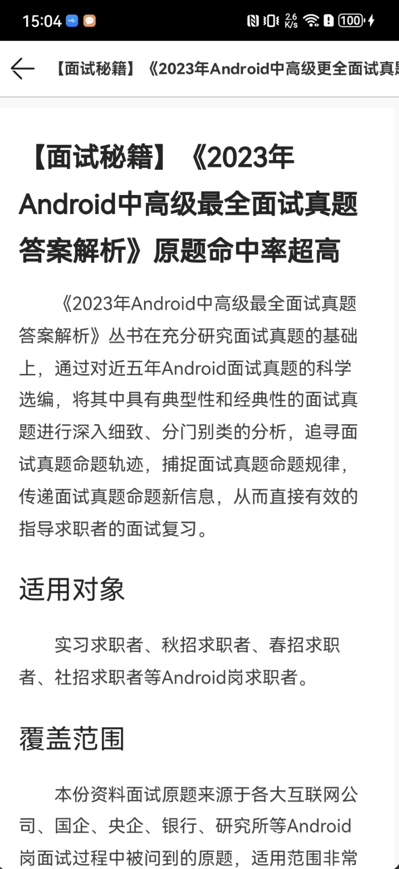 15:04
2.6
K/s
100
【面试秘籍】《2023年Android中高级更全面试真
【面试秘籍】《2023年
Android中高级最全面试真题
答案解析》原题命中率超高
《2023年Android中高级最全面试真题
答案解析》丛书在充分研究面试真题的基础
上，通过对近五年Android面试真题的科学
选编，将其中具有典型性和经典性的面试真
题进行深入细致、分门别类的分析，追寻面
试真题命题轨迹，捕捉面试真题命题规律，
传递面试真题命题新信息，从而直接有效的
指导求职者的面试复习。
适用对象
实习求职者、秋招求职者、春招求职
者、社招求职者等Android岗求职者。
覆盖范围
本份资料面试原题来源于各大互联网公
司、国企、央企、银行、研究所等Android
岗面试过程中被问到的原题，适用范围非常